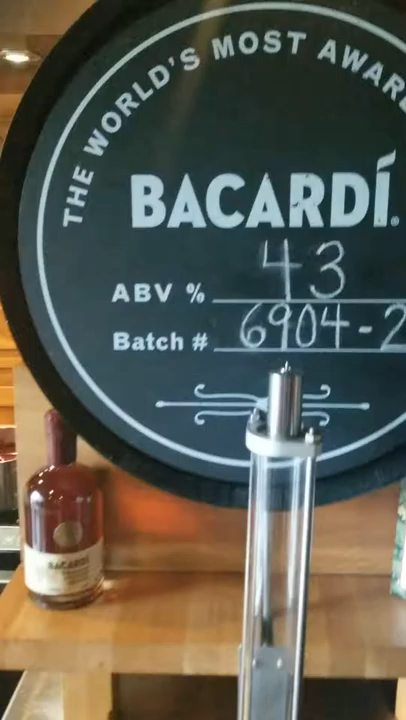 THE WORLD'S MOST AWAR
BACARDÍ.
ABV % 43
Batch # 6904-2
BACARDÍ